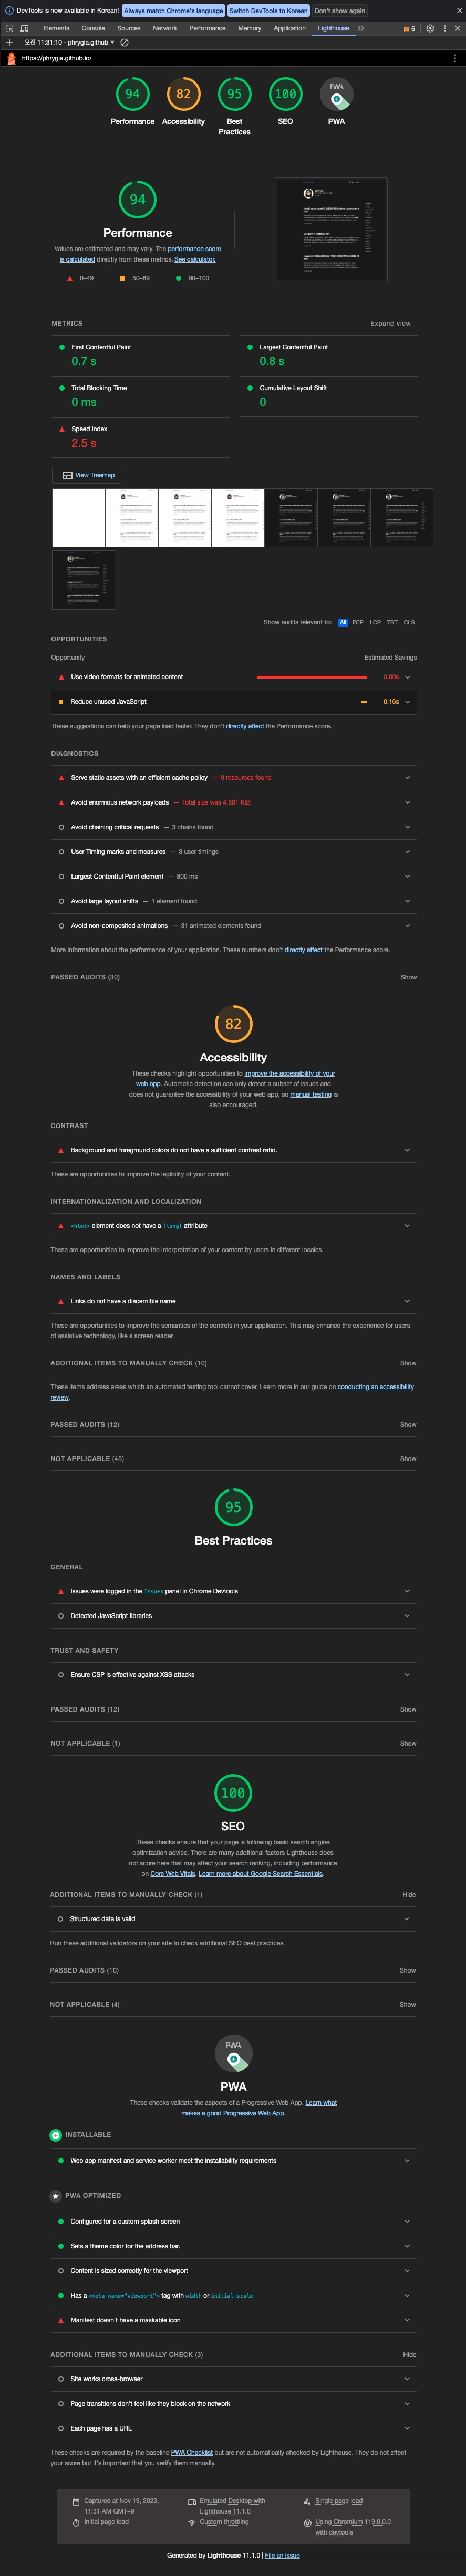 DevTools is now available in Korean!
Always match Chrome's language
Switch DevTools to Korean
Don't show again
Elements Console Sources Network Performance Memory Application Lighthouse 6
오전 11:31:10 - phrygia.github
https://phrygia.github.io/
94 82 95 100
Performance Accessibility Best Practices SEO PWA
94
Performance
Values are estimated and may vary. The performance score
is calculated directly from these metrics. See calculator.
0–49 50–89 90–100
METRICS Expand view
First Contentful Paint
0.7 s
Largest Contentful Paint
0.8 s
Total Blocking Time
0 ms
Cumulative Layout Shift
0
Speed Index
2.5 s
View Treemap
Show audits relevant to: All FCP LCP TBT CLS
OPPORTUNITIES
Opportunity Estimated Savings
Use video formats for animated content 3.00s
Reduce unused JavaScript 0.16s
These suggestions can help your page load faster. They don't directly affect the Performance score.
DIAGNOSTICS
Serve static assets with an efficient cache policy — 9 resources found
Avoid enormous network payloads — Total size was 4,681 KiB
Avoid chaining critical requests — 3 chains found
User Timing marks and measures — 3 user timings
Largest Contentful Paint element — 800 ms
Avoid large layout shifts — 1 element found
Avoid non-composited animations — 31 animated elements found
More information about the performance of your application. These numbers don't directly affect the Performance score.
PASSED AUDITS (30) Show
82
Accessibility
These checks highlight opportunities to improve the accessibility of your
web app. Automatic detection can only detect a subset of issues and
does not guarantee the accessibility of your web app, so manual testing is
also encouraged.
CONTRAST
Background and foreground colors do not have a sufficient contrast ratio.
These are opportunities to improve the legibility of your content.
INTERNATIONALIZATION AND LOCALIZATION
<html> element does not have a [lang] attribute
These are opportunities to improve the interpretation of your content by users in different locales.
NAMES AND LABELS
Links do not have a discernible name
These are opportunities to improve the semantics of the controls in your application. This may enhance the experience for users
of assistive technology, like a screen reader.
ADDITIONAL ITEMS TO MANUALLY CHECK (10) Show
These items address areas which an automated testing tool cannot cover. Learn more in our guide on conducting an accessibility
review.
PASSED AUDITS (12) Show
NOT APPLICABLE (45) Show
95
Best Practices
GENERAL
Issues were logged in the Issues panel in Chrome Devtools
Detected JavaScript libraries
TRUST AND SAFETY
Ensure CSP is effective against XSS attacks
PASSED AUDITS (12) Show
NOT APPLICABLE (1) Show
100
SEO
These checks ensure that your page is following basic search engine
optimization advice. There are many additional factors Lighthouse does
not score here that may affect your search ranking, including performance
on Core Web Vitals. Learn more about Google Search Essentials.
ADDITIONAL ITEMS TO MANUALLY CHECK (1) Hide
Structured data is valid
Run these additional validators on your site to check additional SEO best practices.
PASSED AUDITS (10) Show
NOT APPLICABLE (4) Show
PWA
PWA
These checks validate the aspects of a Progressive Web App. Learn what
makes a good Progressive Web App.
INSTALLABLE
Web app manifest and service worker meet the installability requirements
PWA OPTIMIZED
Configured for a custom splash screen
Sets a theme color for the address bar.
Content is sized correctly for the viewport
Has a <meta name="viewport"> tag with width or initial-scale
Manifest doesn't have a maskable icon
ADDITIONAL ITEMS TO MANUALLY CHECK (3) Hide
Site works cross-browser
Page transitions don't feel like they block on the network
Each page has a URL
These checks are required by the baseline PWA Checklist but are not automatically checked by Lighthouse. They do not affect
your score but it's important that you verify them manually.
Captured at Nov 19, 2023,
11:31 AM GMT+9
Emulated Desktop with
Lighthouse 11.1.0
Single page load
Initial page load
Custom throttling
Using Chromium 119.0.0.0
with devtools
Generated by Lighthouse 11.1.0 | File an issue